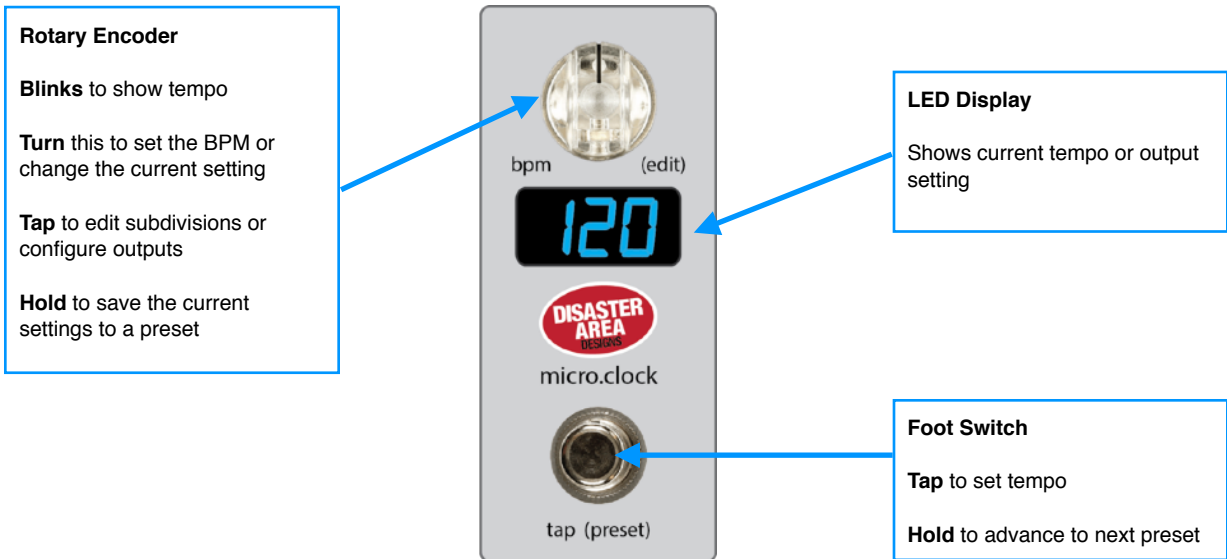 Rotary Encoder
Blinks to show tempo
Turn this to set the BPM or
change the current setting
Tap to edit subdivisions or
configure outputs
Hold to save the current
settings to a preset
bpm (edit)
120
DISASTER
AREA
DESIGNS
micro.clock
tap (preset)
LED Display
Shows current tempo or output
setting
Foot Switch
Tap to set tempo
Hold to advance to next preset